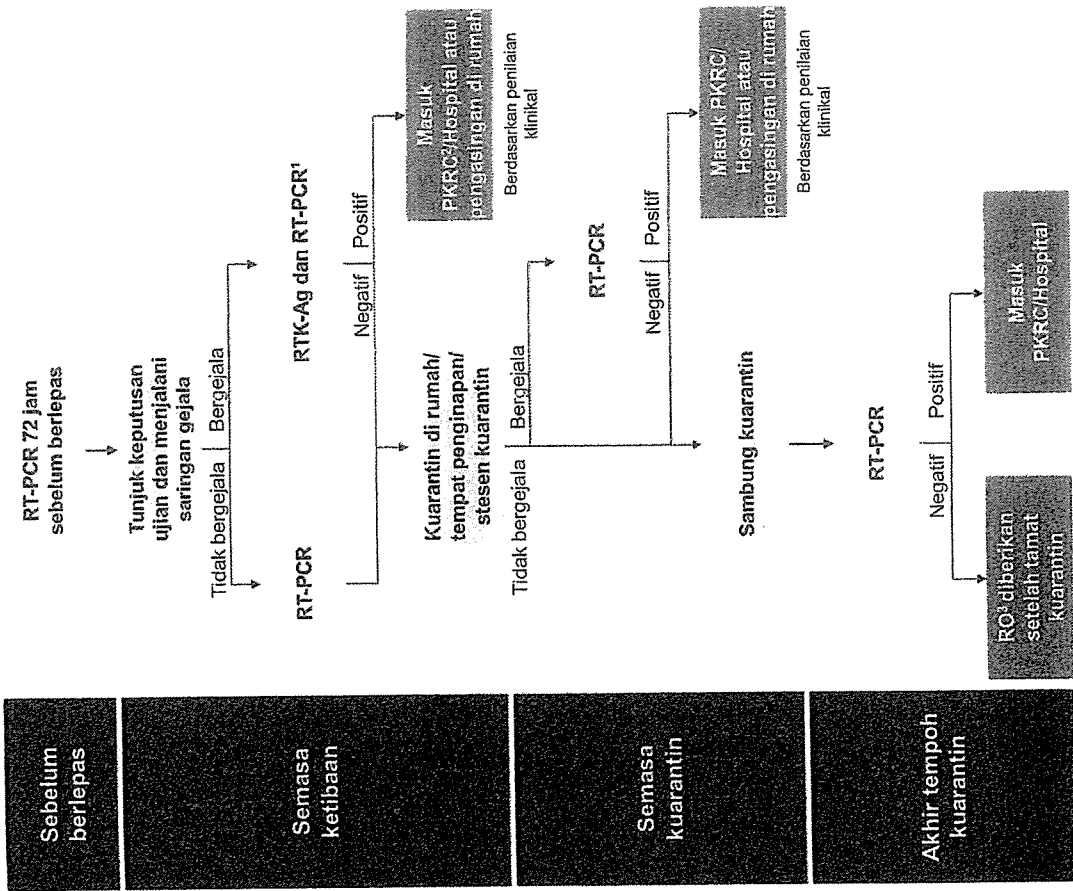 Sebelum
berlepas
RT-PCR 72 jam
sebelum berlepas
Semasa
ketibaan
Tunjuk keputusan
ujian dan menjalani
saringan gejala
Tidak bergejala
Bergejala
RT-PCR
RTK-Ag dan RT-PCR¹
Negatif
Positif
Masuk
PKRC²/Hospital atau
pengasingan di rumah
Berdasarkan penilaian
klinikal
Kuarantin di rumah/
tempat penginapan/
stesen kuarantin
Semasa
kuarantin
Tidak bergejala
Bergejala
RT-PCR
Negatif
Positif
Masuk PKRC/
Hospital atau
pengasingan di rumah
Berdasarkan penilaian
klinikal
Sambung kuarantin
Akhir tempoh
kuarantin
RT-PCR
Negatif
Positif
RO³ diberikan
setelah tamat
kuarantin
Masuk
PKRC/Hospital